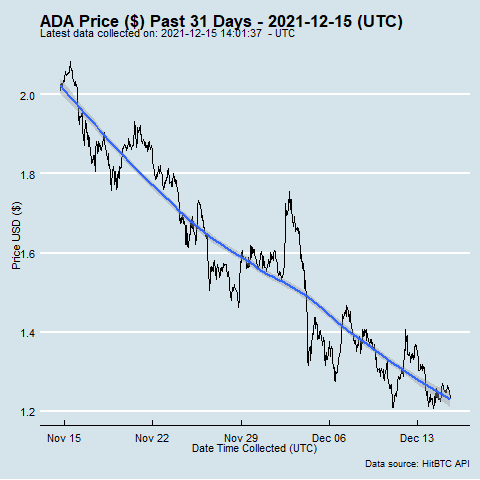 ADA Price ($) Past 31 Days - 2021-12-15 (UTC)
Latest data collected on: 2021-12-15 14:01:37  - UTC
Price USD ($)
2.0
1.8
1.6
1.4
1.2
Nov 15
Nov 22
Nov 29
Dec 06
Dec 13
Date Time Collected (UTC)
Data source: HitBTC API